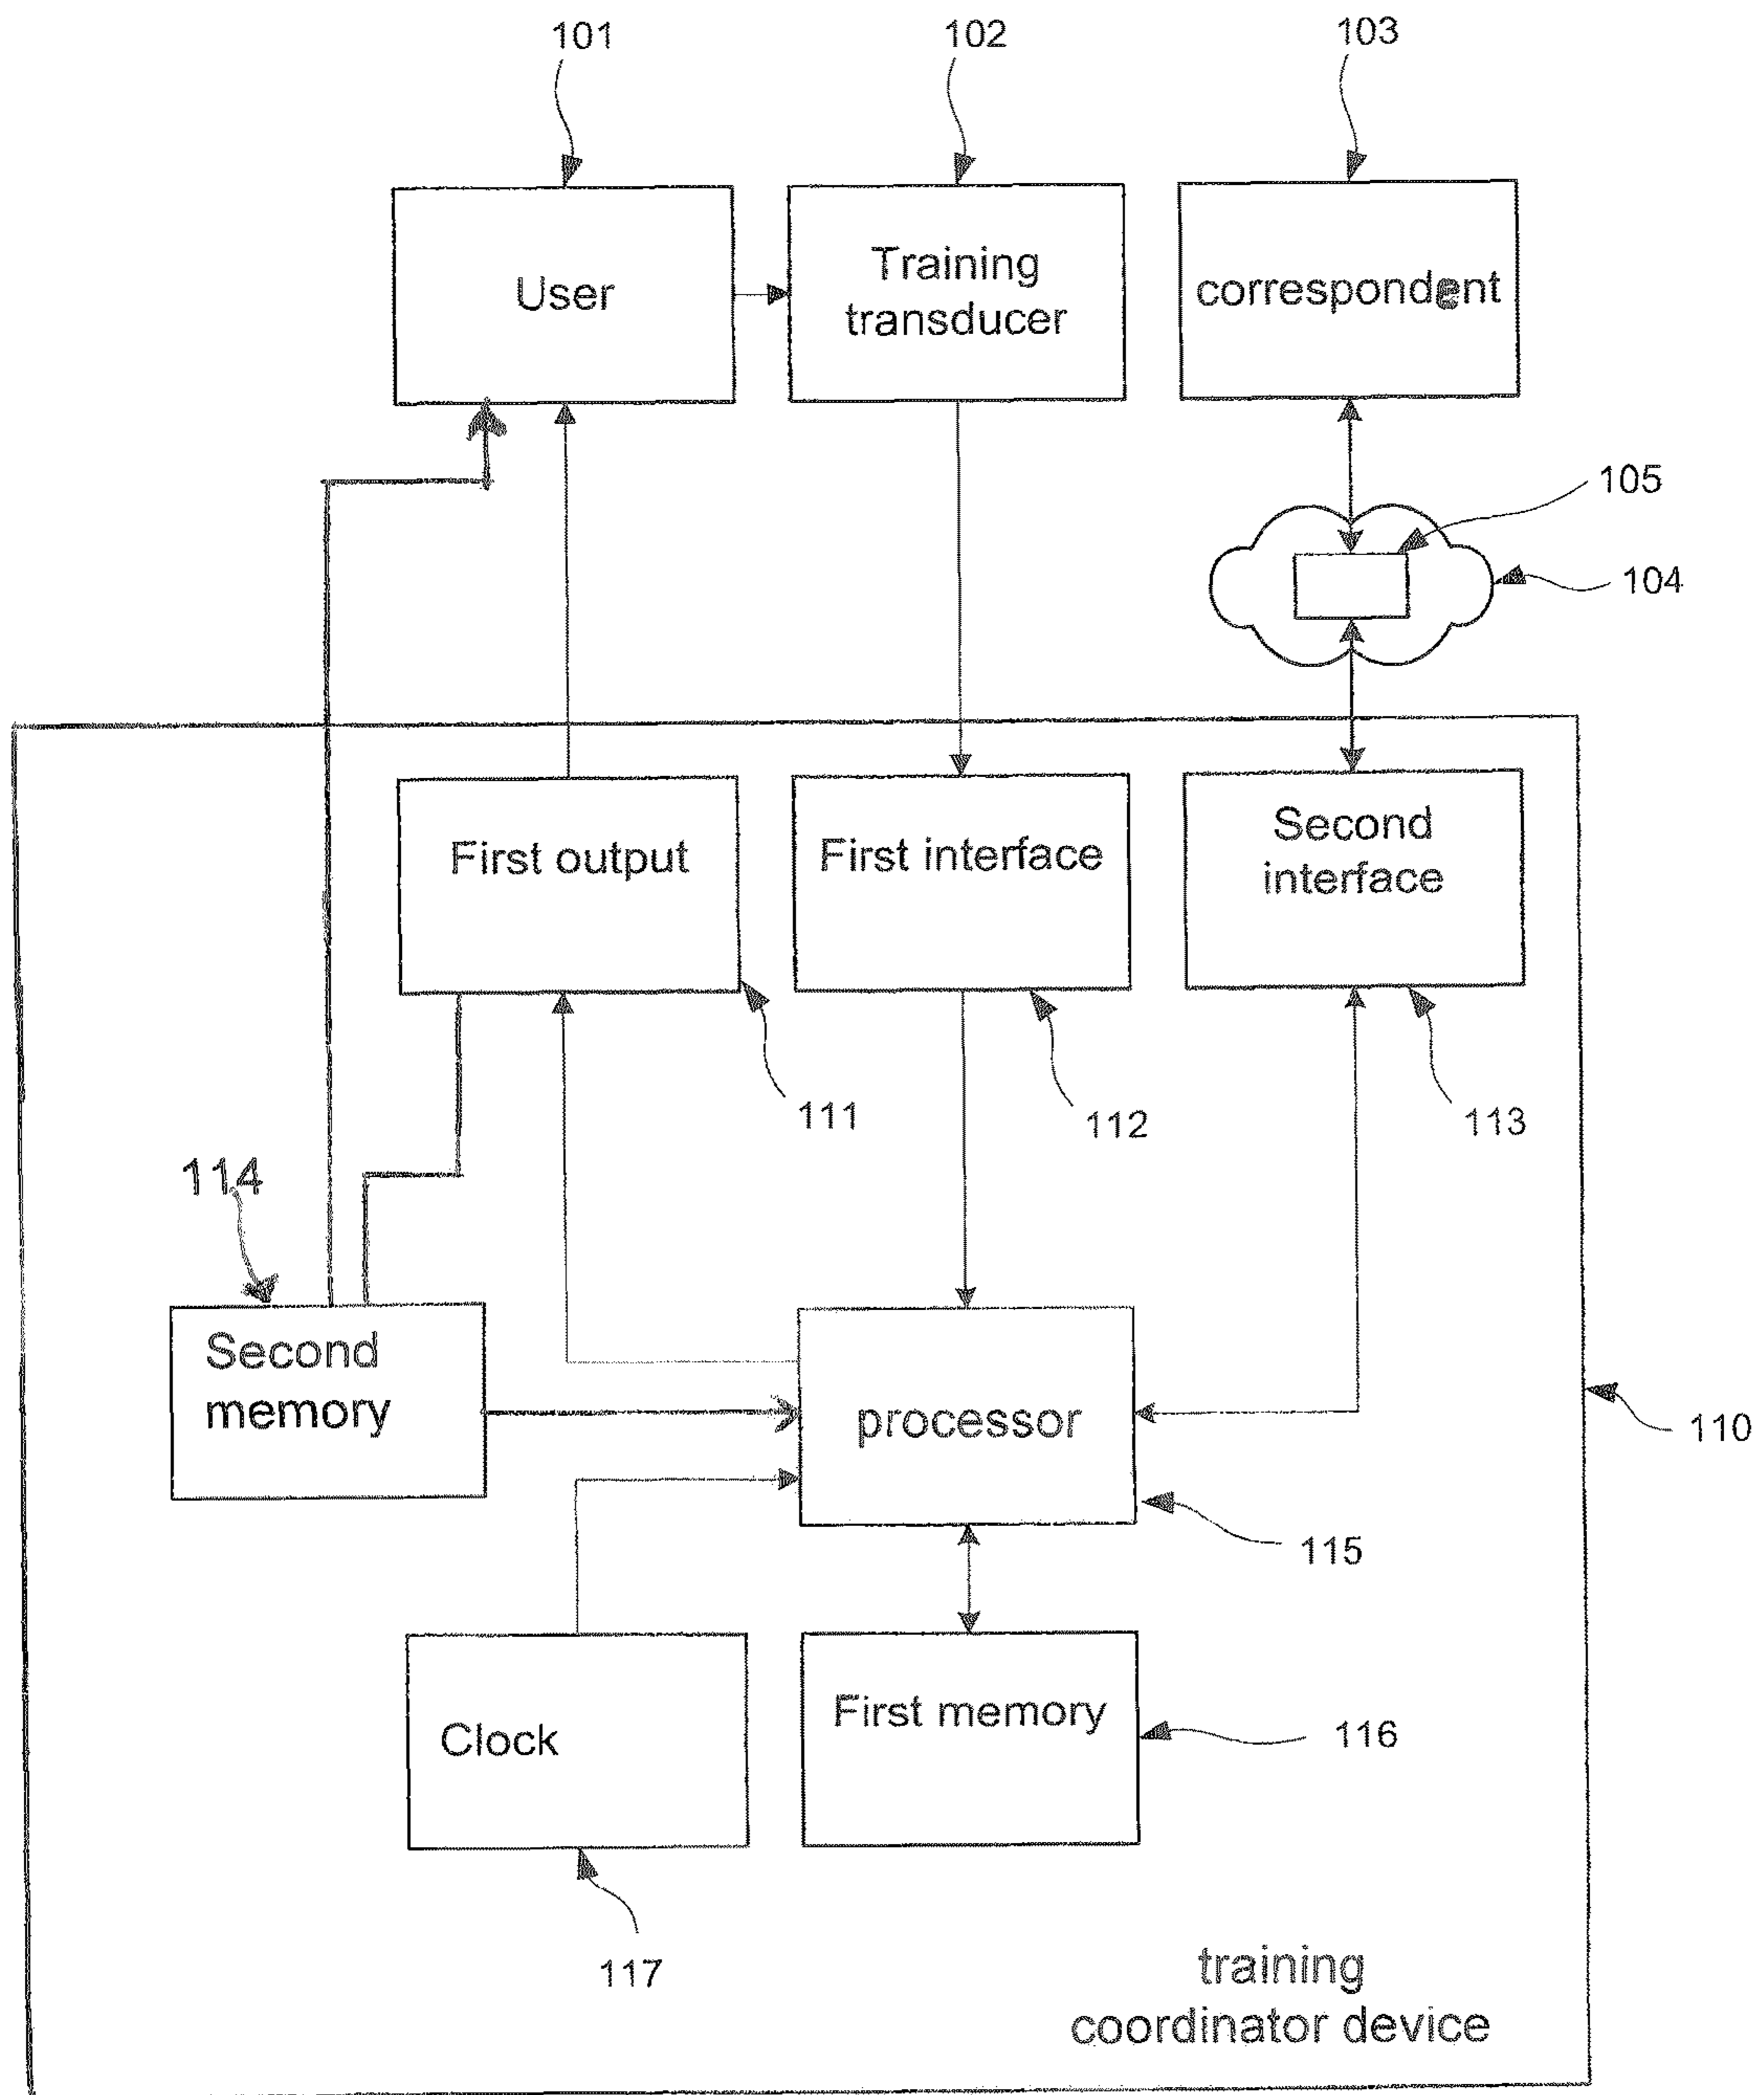 101
102
103
User
Training
transducer
correspondent
105
104
First output
First interface
Second
interface
111
112
113
114
Second
memory
processor
110
115
Clock
First memory
116
117
training
coordinator device